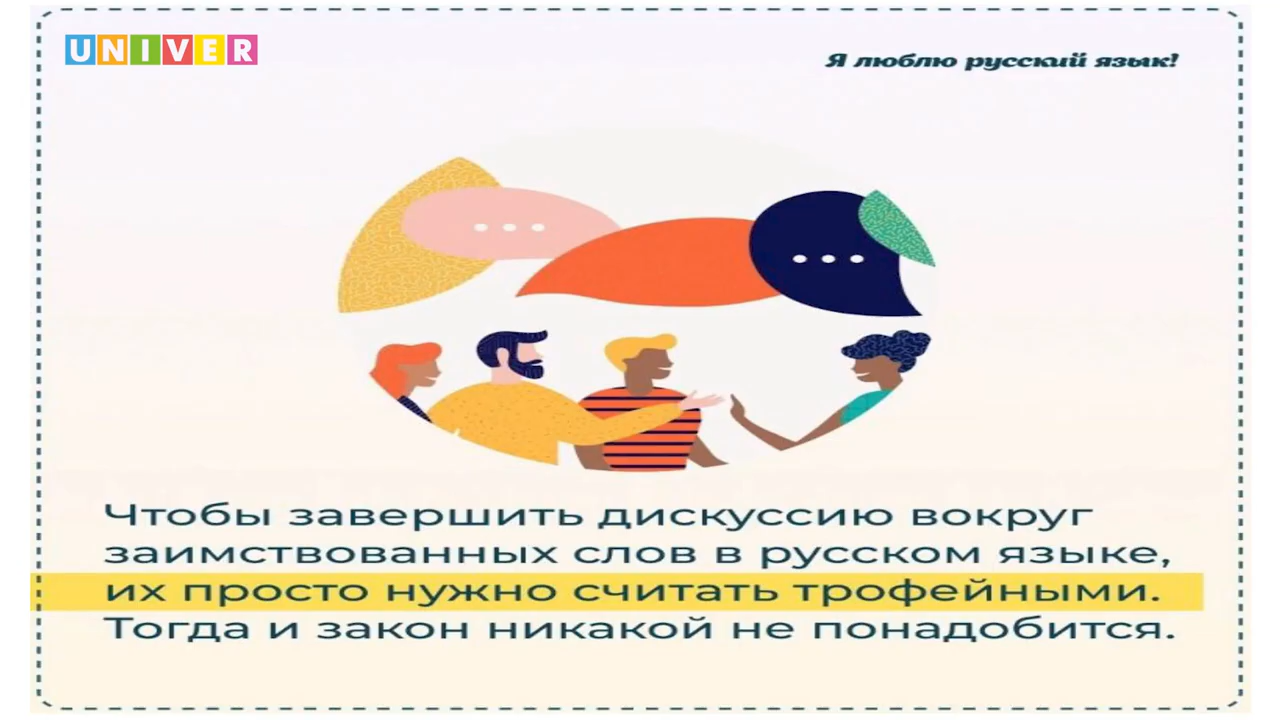 UNIVER
Я люблю русский язык!
Чтобы завершить дискуссию вокруг
заимствованных слов в русском языке,
их просто нужно считать трофейными.
Тогда и закон никакой не понадобится.